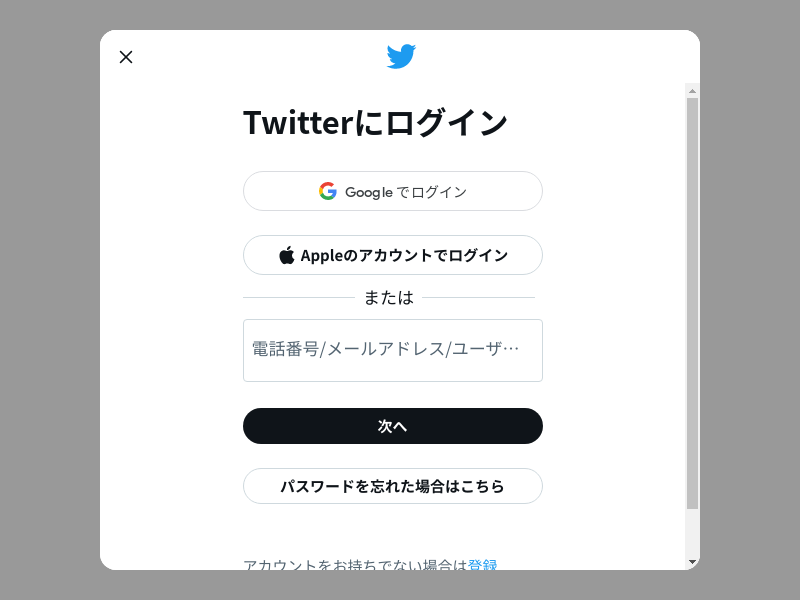 Twitterにログイン
Google でログイン
Appleのアカウントでログイン
または
電話番号/メールアドレス/ユーザ…
次へ
パスワードを忘れた場合はこちら
アカウントをお持ちでない場合は登録